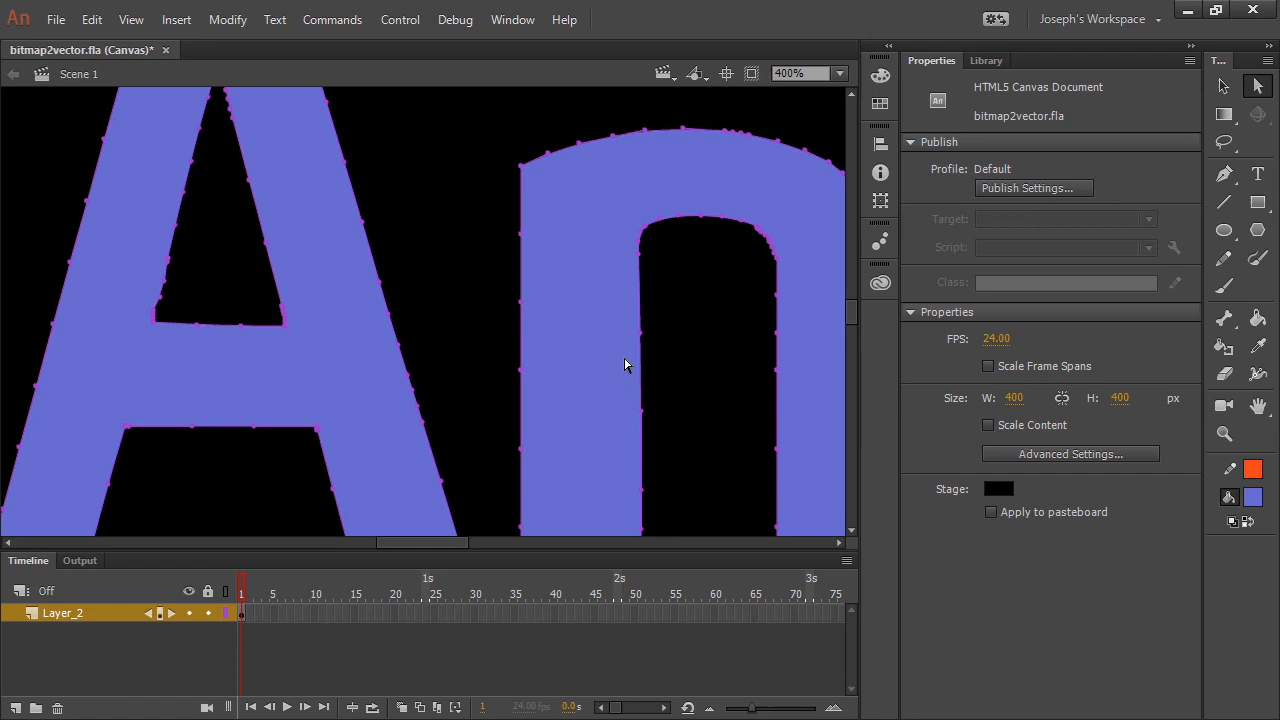 An File Edit View Insert Modify Text Commands Control Debug Window Help Joseph's Workspace
bitmap2vector.fla (Canvas)*
Scene 1 400%
An
Properties Library T...
HTML5 Canvas Document
An
bitmap2vector.fla
Publish
Profile: Default
Publish Settings...
Target:
Script:
Class:
Properties
FPS: 24.00
Scale Frame Spans
Size: W: 400 H: 400 px
Scale Content
Advanced Settings...
Stage:
Apply to pasteboard
Timeline Output
1s 2s 3s
Off 1 5 10 15 20 25 30 35 40 45 50 55 60 65 70 75
Layer_2
1 24.00 fps 0.0 s